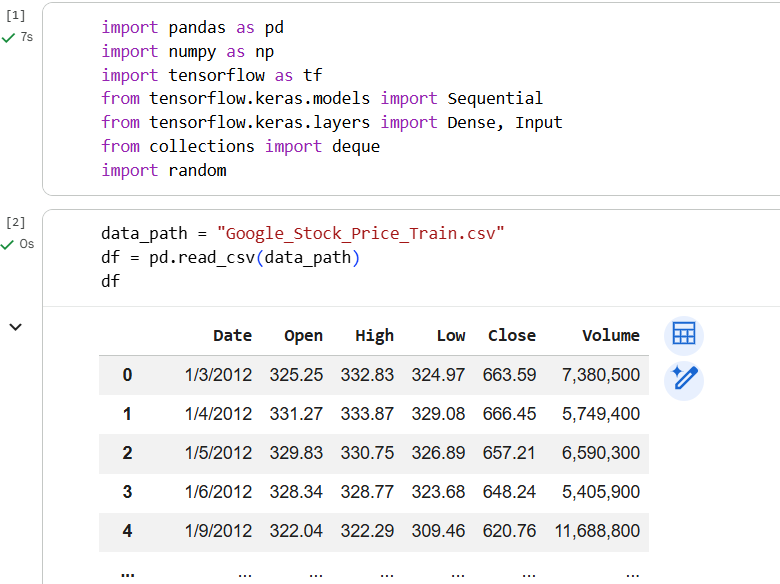 [1]
7s
import pandas as pd
import numpy as np
import tensorflow as tf
from tensorflow.keras.models import Sequential
from tensorflow.keras.layers import Dense, Input
from collections import deque
import random
[2]
0s
data_path = "Google_Stock_Price_Train.csv"
df = pd.read_csv(data_path)
df
Date Open High Low Close Volume
0 1/3/2012 325.25 332.83 324.97 663.59 7,380,500
1 1/4/2012 331.27 333.87 329.08 666.45 5,749,400
2 1/5/2012 329.83 330.75 326.89 657.21 6,590,300
3 1/6/2012 328.34 328.77 323.68 648.24 5,405,900
4 1/9/2012 322.04 322.29 309.46 620.76 11,688,800
... ... ... ... ... ... ...